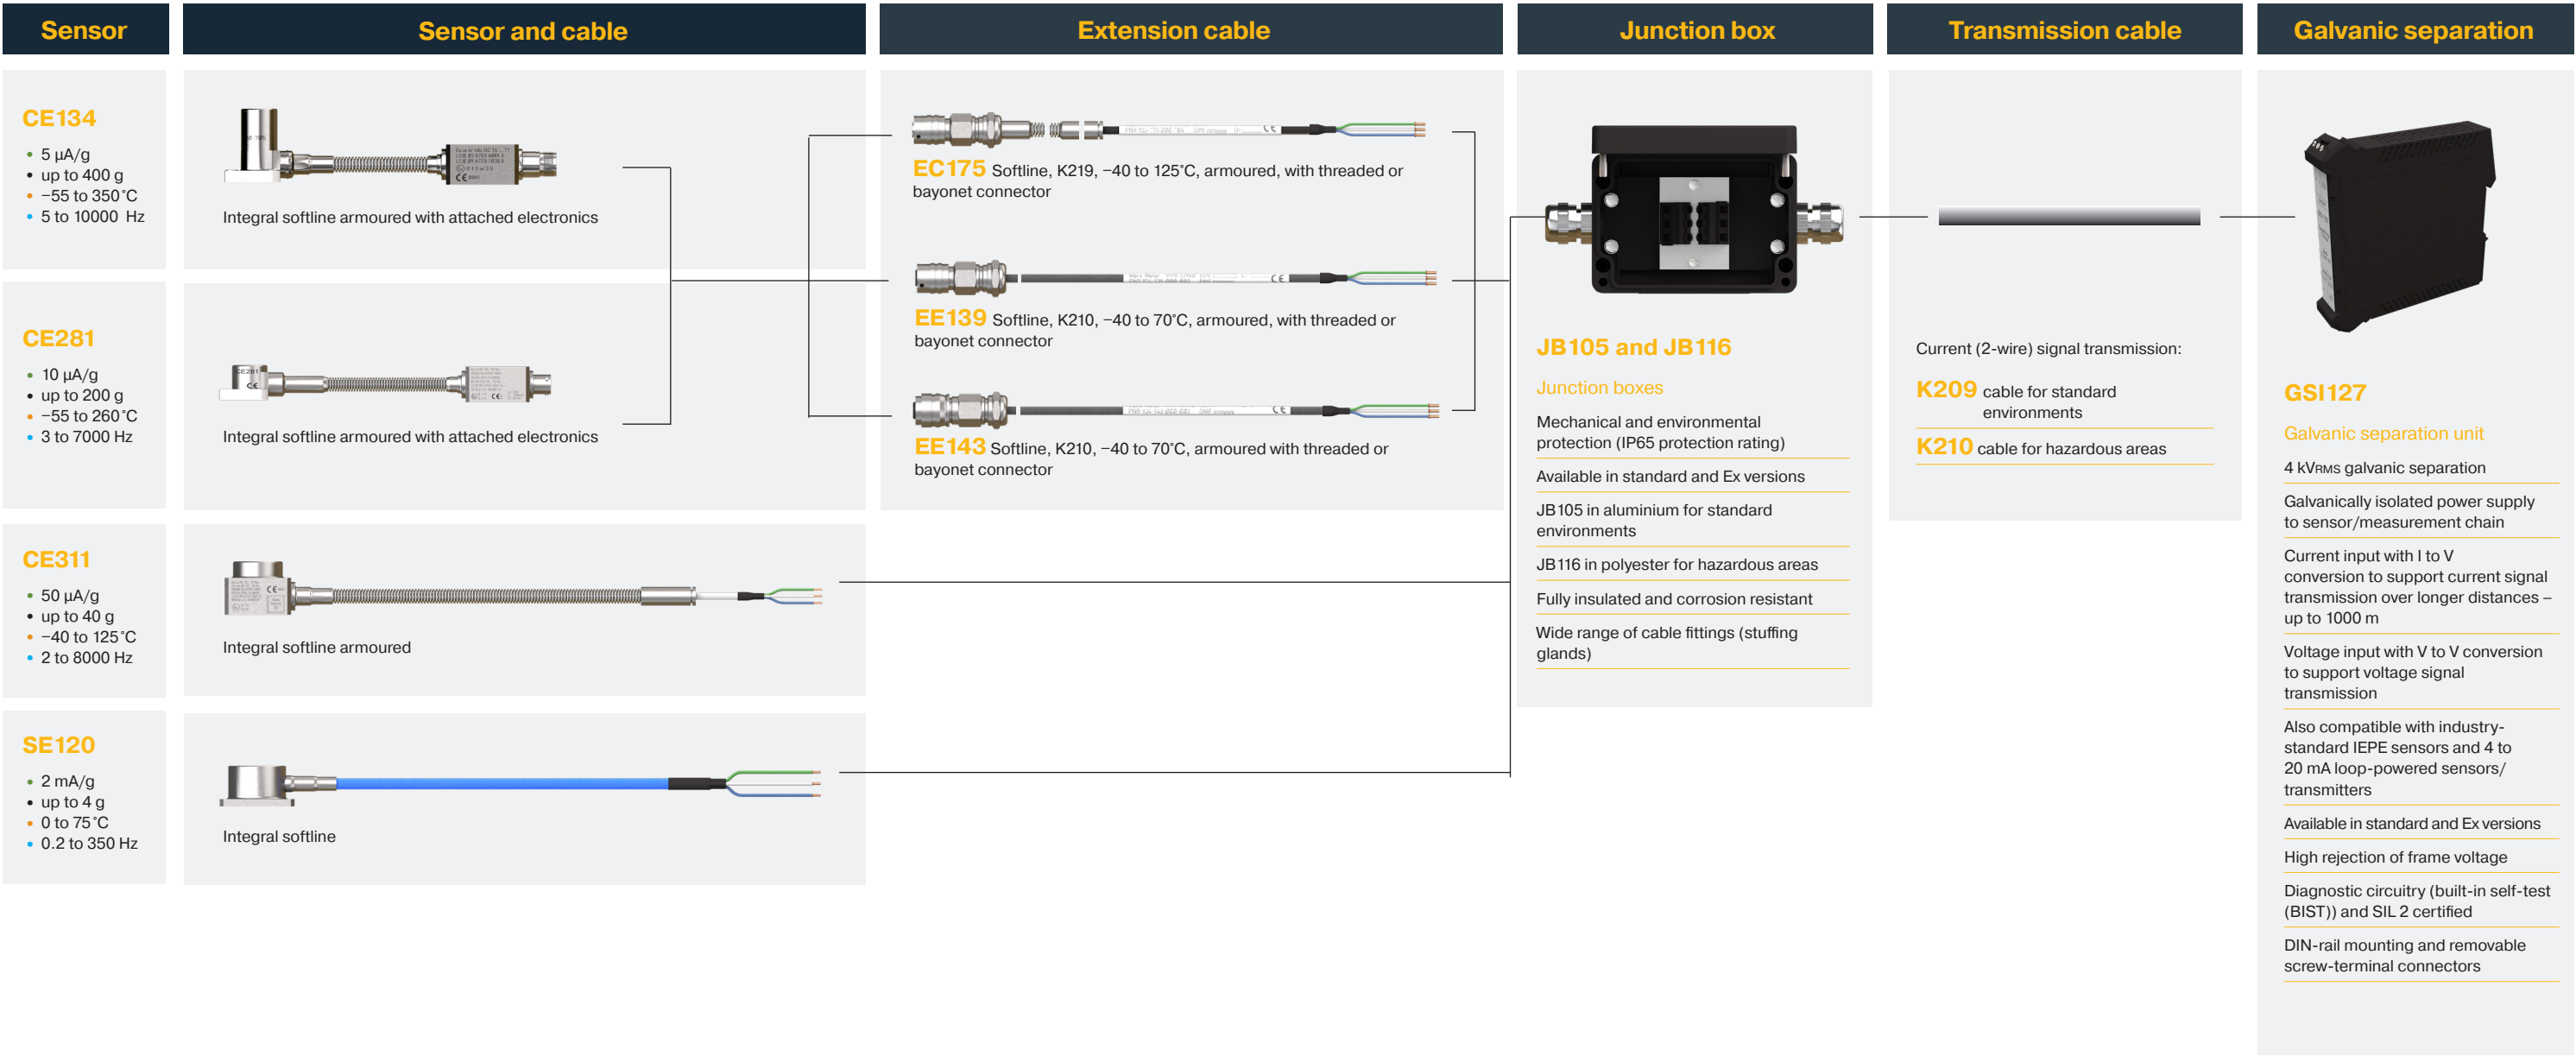 Sensor
Sensor and cable
Extension cable
Junction box
Transmission cable
Galvanic separation
CE134
• 5 µA/g
• up to 400 g
• −55 to 350°C
• 5 to 10000 Hz
Integral softline armoured with attached electronics
CE281
• 10 µA/g
• up to 200 g
• −55 to 260°C
• 3 to 7000 Hz
CE281
CE
Integral softline armoured with attached electronics
CE311
• 50 µA/g
• up to 40 g
• −40 to 125°C
• 2 to 8000 Hz
Integral softline armoured
SE120
• 2 mA/g
• up to 4 g
• 0 to 75°C
• 0.2 to 350 Hz
Integral softline
EC175 Softline, K219, −40 to 125°C, armoured, with threaded or
bayonet connector
EE139 Softline, K210, −40 to 70°C, armoured, with threaded or
bayonet connector
EE143 Softline, K210, −40 to 70°C, armoured with threaded or
bayonet connector
JB105 and JB116
Junction boxes
Mechanical and environmental
protection (IP65 protection rating)
Available in standard and Ex versions
JB105 in aluminium for standard
environments
JB116 in polyester for hazardous areas
Fully insulated and corrosion resistant
Wide range of cable fittings (stuffing
glands)
Current (2-wire) signal transmission:
K209 cable for standard
environments
K210 cable for hazardous areas
GSI127
Galvanic separation unit
4 kVRMS galvanic separation
Galvanically isolated power supply
to sensor/measurement chain
Current input with I to V
conversion to support current signal
transmission over longer distances –
up to 1000 m
Voltage input with V to V conversion
to support voltage signal
transmission
Also compatible with industry-
standard IEPE sensors and 4 to
20 mA loop-powered sensors/
transmitters
Available in standard and Ex versions
High rejection of frame voltage
Diagnostic circuitry (built-in self-test
(BIST)) and SIL 2 certified
DIN-rail mounting and removable
screw-terminal connectors